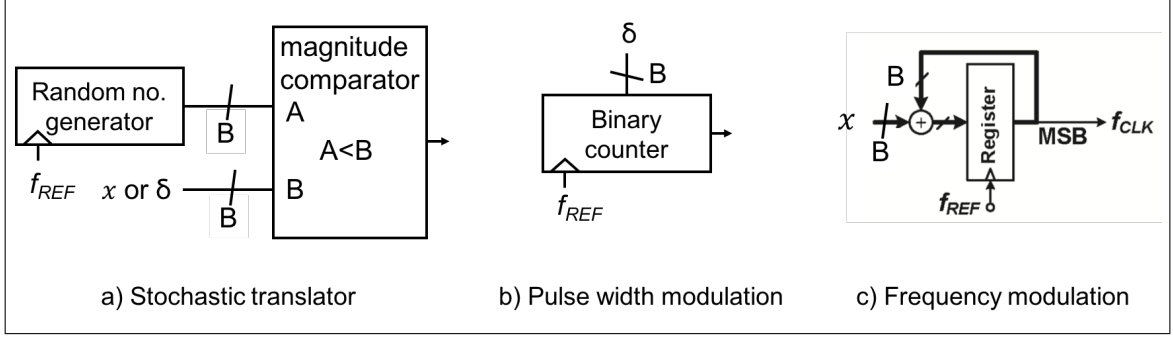 Random no.
generator
f_REF
B
x or δ
B
magnitude
comparator
A
A<B
B
a) Stochastic translator
δ
B
Binary
counter
f_REF
b) Pulse width modulation
B
x
B
+
Register
MSB
f_CLK
f_REF
c) Frequency modulation